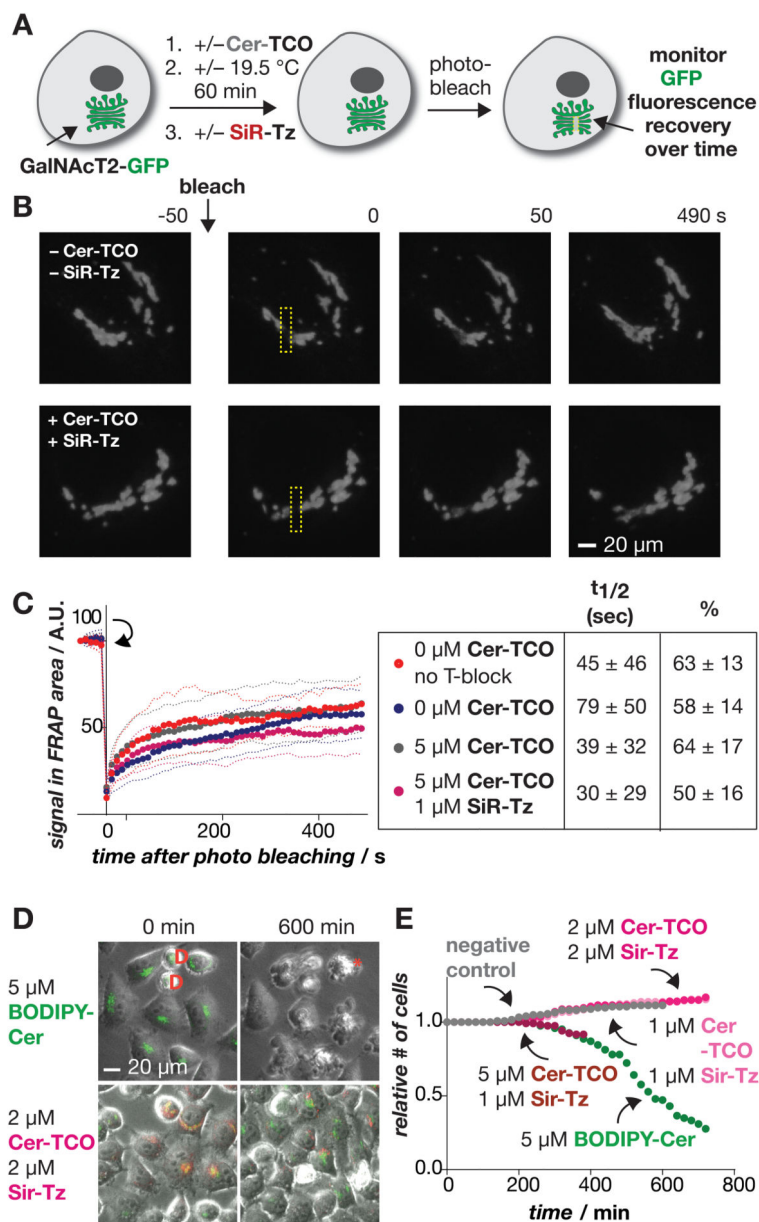 A
1. +/– Cer-TCO
2. +/– 19.5 °C
60 min
3. +/– SiR-Tz
photo-
bleach
monitor
GFP
fluorescence
recovery
over time
GalNAcT2-GFP
bleach
B
-50
0
50
490 s
– Cer-TCO
– SiR-Tz
+ Cer-TCO
+ SiR-Tz
20 µm
C
signal in FRAP area / A.U.
100
50
0
200
400
time after photo bleaching / s
t1/2
(sec)
%
0 µM Cer-TCO
no T-block
45 ± 46
63 ± 13
0 µM Cer-TCO
79 ± 50
58 ± 14
5 µM Cer-TCO
39 ± 32
64 ± 17
5 µM Cer-TCO
1 µM SiR-Tz
30 ± 29
50 ± 16
D
0 min
600 min
5 µM
BODIPY-
Cer
D
D
*
20 µm
2 µM
Cer-TCO
2 µM
Sir-Tz
E
relative # of cells
1.0
0.5
0.0
0
200
400
600
800
time / min
negative
control
2 µM Cer-TCO
2 µM Sir-Tz
1 µM Cer
-TCO
1 µM Sir-Tz
5 µM Cer-TCO
1 µM Sir-Tz
5 µM BODIPY-Cer